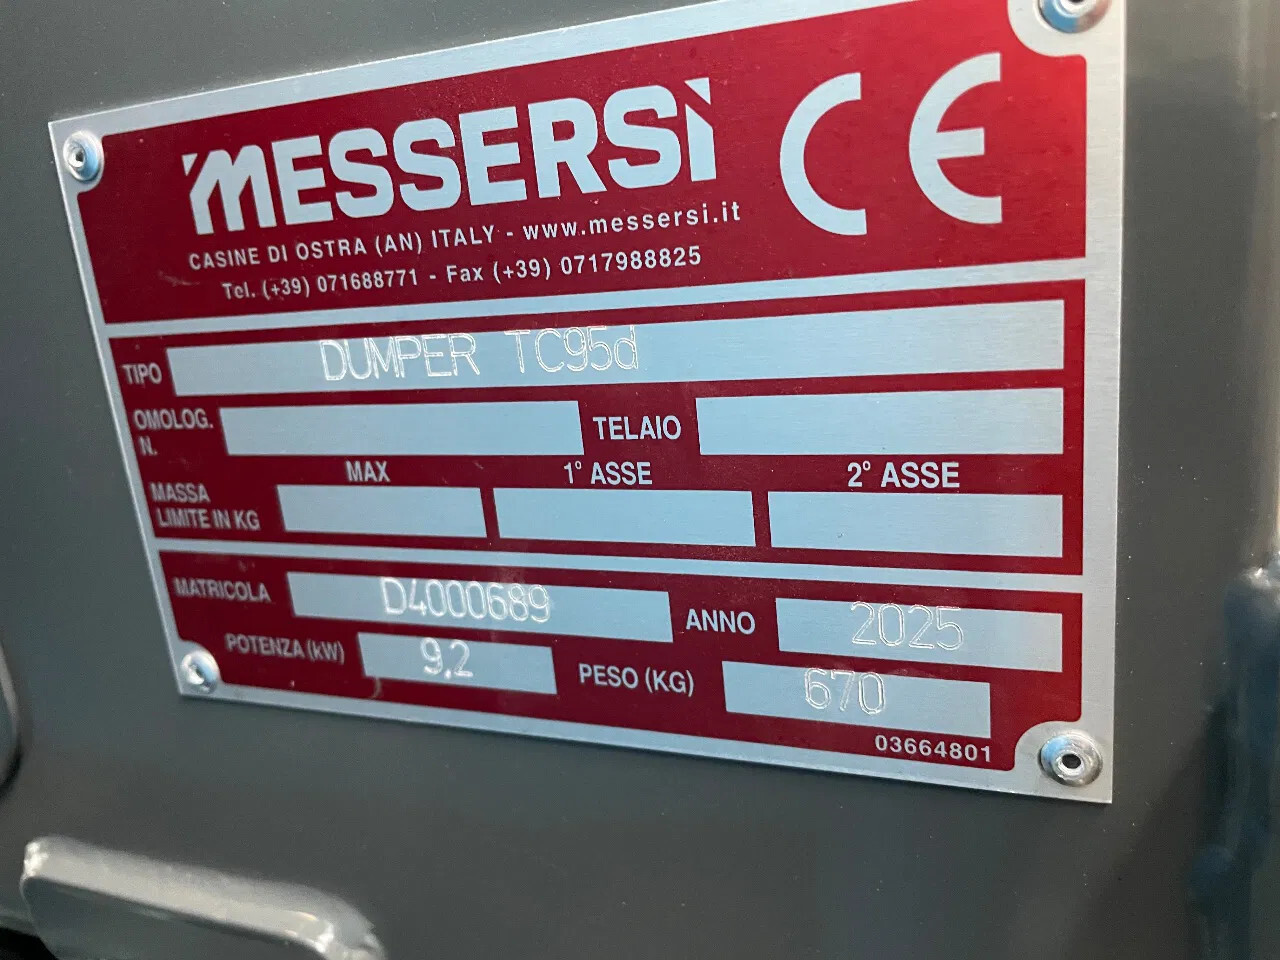 MESSERSÌ
CE
CASINE DI OSTRA (AN) ITALY - www.messersi.it
Tel. (+39) 071688771 - Fax (+39) 0717988825
TIPO DUMPER TC95d
OMOLOG. N. TELAIO
MAX 1° ASSE 2° ASSE
MASSA LIMITE IN KG
MATRICOLA D4000689 ANNO 2025
POTENZA (kW) 9,2 PESO (KG) 670
03664801